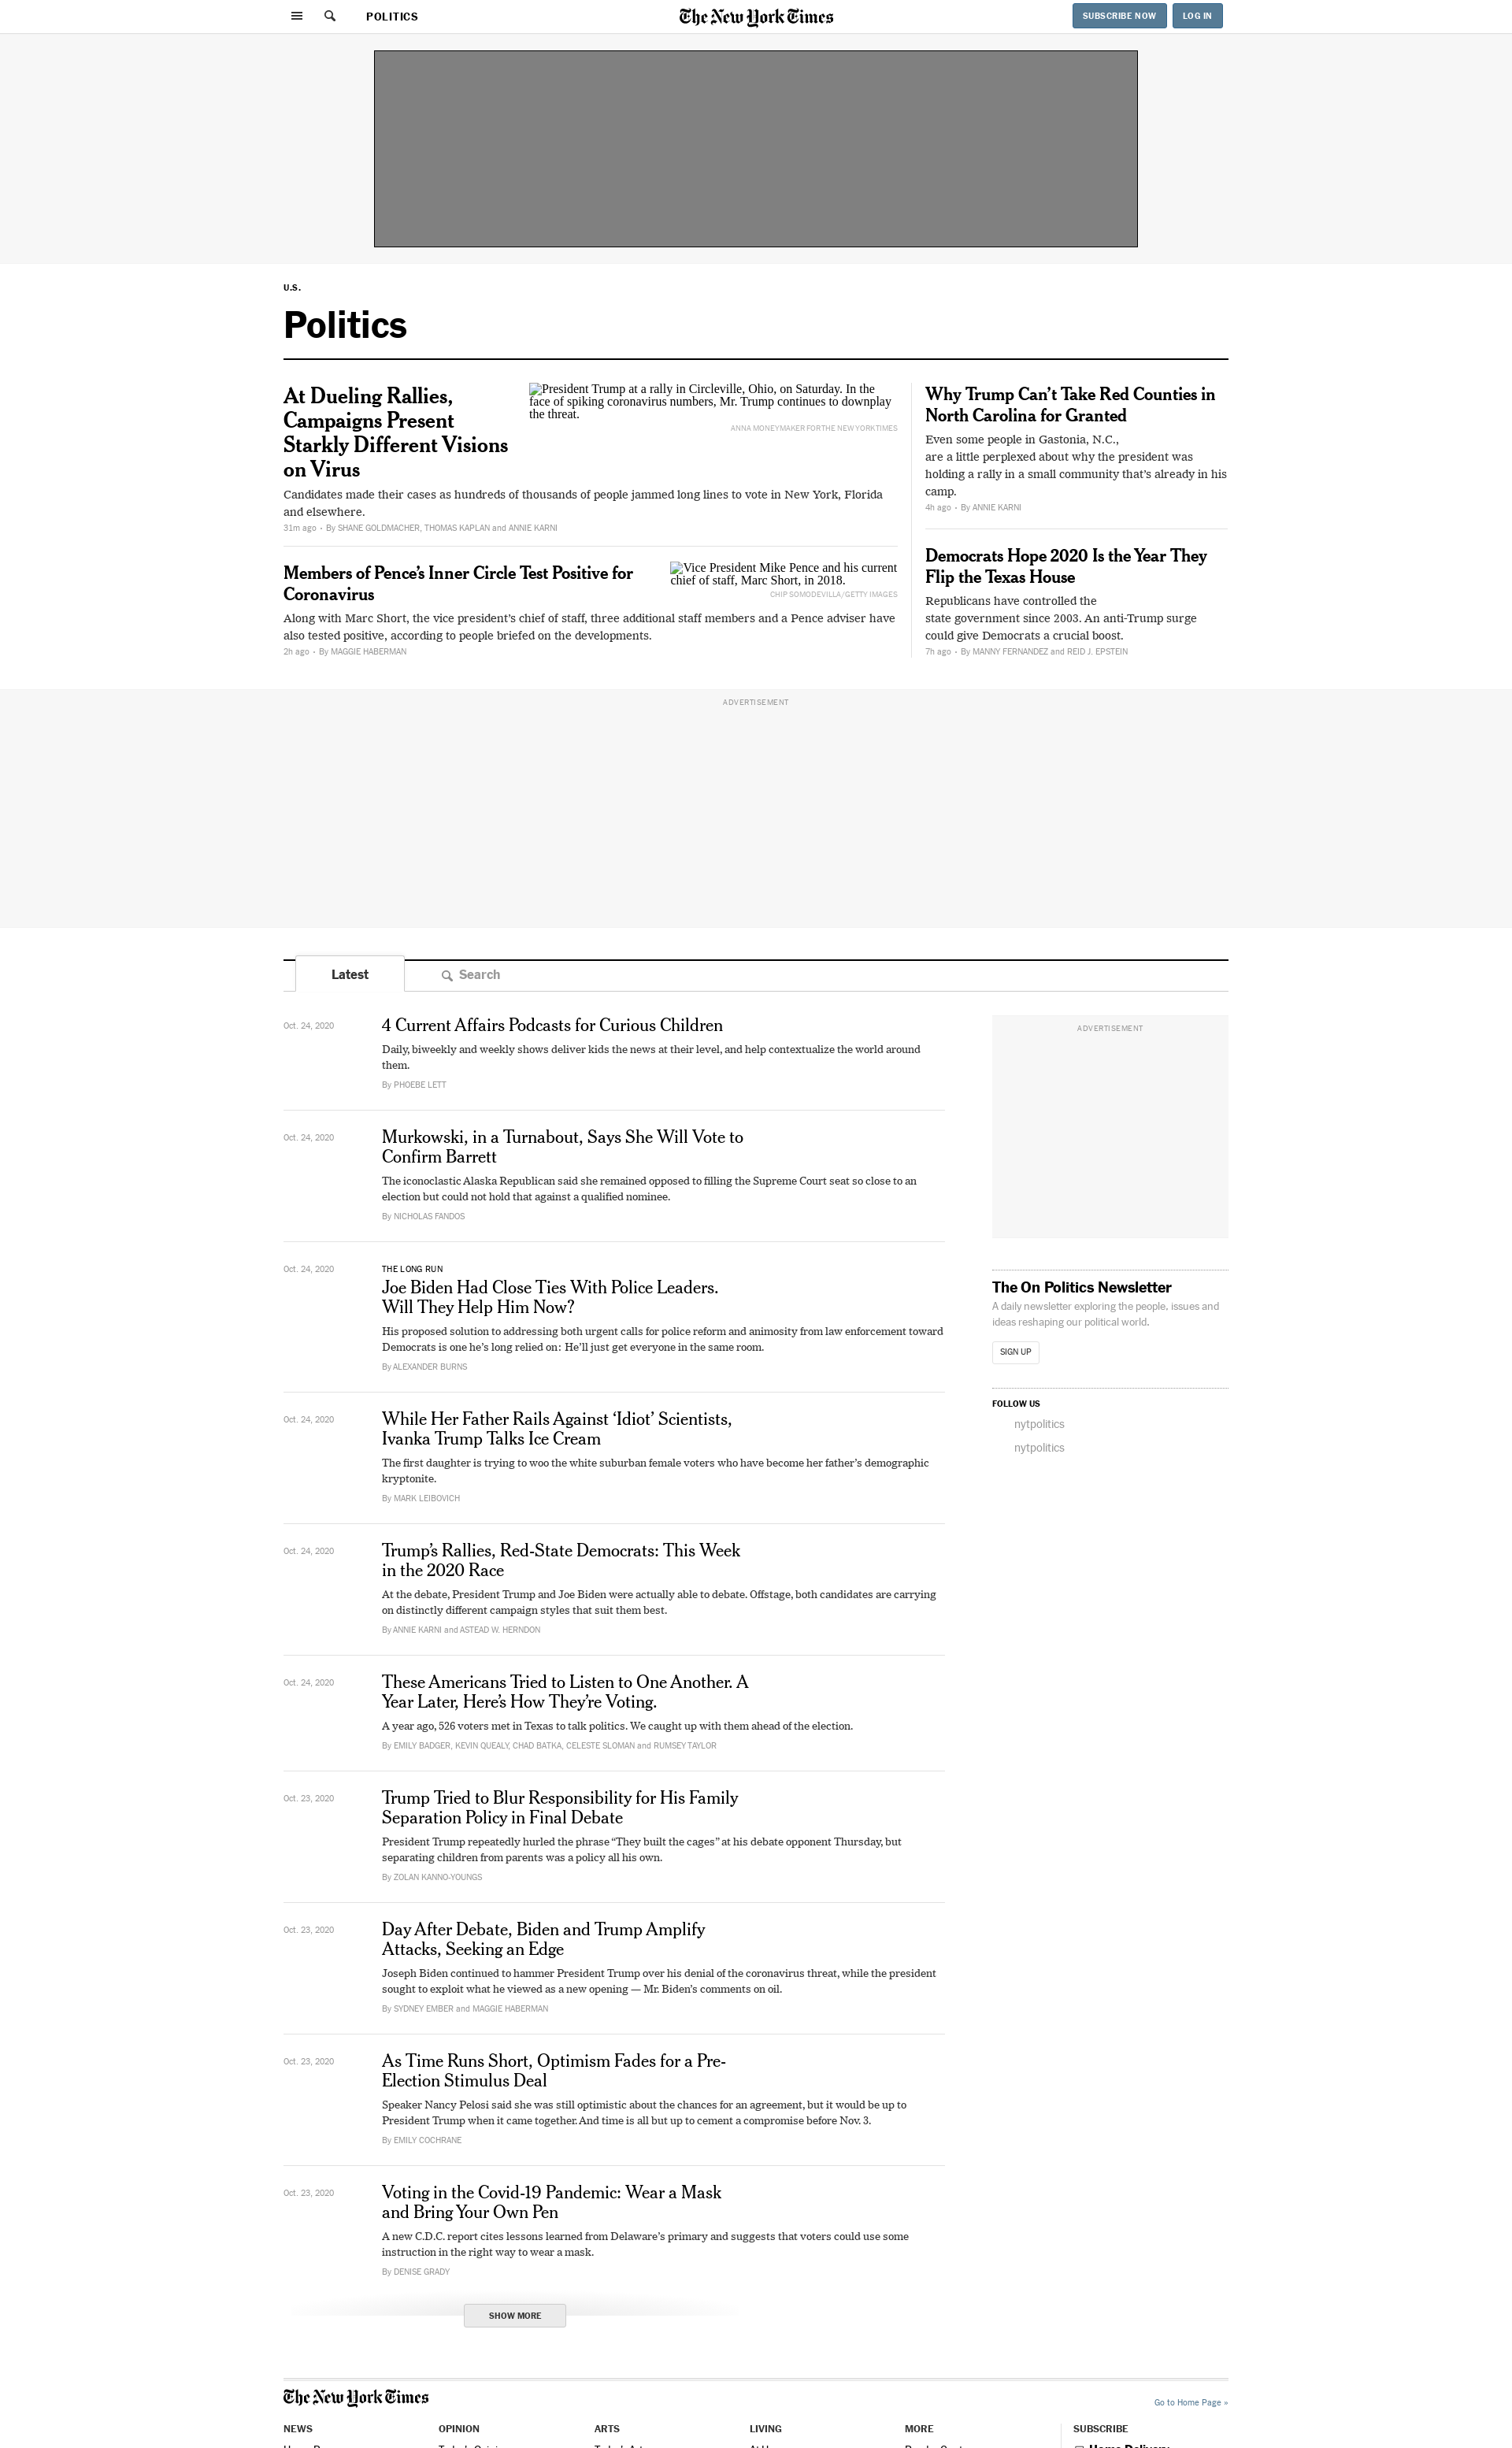 POLITICS
The New York Times
SUBSCRIBE NOW
LOG IN
U.S.
Politics
At Dueling Rallies,
Campaigns Present
Starkly Different Visions
on Virus
President Trump at a rally in Circleville, Ohio, on Saturday. In the
face of spiking coronavirus numbers, Mr. Trump continues to downplay
the threat.
ANNA MONEYMAKER FOR THE NEW YORK TIMES
Candidates made their cases as hundreds of thousands of people jammed long lines to vote in New York, Florida
and elsewhere.
31m ago • By SHANE GOLDMACHER, THOMAS KAPLAN and ANNIE KARNI
Members of Pence’s Inner Circle Test Positive for
Coronavirus
Vice President Mike Pence and his current
chief of staff, Marc Short, in 2018.
CHIP SOMODEVILLA/GETTY IMAGES
Along with Marc Short, the vice president’s chief of staff, three additional staff members and a Pence adviser have
also tested positive, according to people briefed on the developments.
2h ago • By MAGGIE HABERMAN
Why Trump Can’t Take Red Counties in
North Carolina for Granted
Even some people in Gastonia, N.C.,
are a little perplexed about why the president was
holding a rally in a small community that’s already in his
camp.
4h ago • By ANNIE KARNI
Democrats Hope 2020 Is the Year They
Flip the Texas House
Republicans have controlled the
state government since 2003. An anti-Trump surge
could give Democrats a crucial boost.
7h ago • By MANNY FERNANDEZ and REID J. EPSTEIN
ADVERTISEMENT
Latest
Search
Oct. 24, 2020
4 Current Affairs Podcasts for Curious Children
Daily, biweekly and weekly shows deliver kids the news at their level, and help contextualize the world around
them.
By PHOEBE LETT
Oct. 24, 2020
Murkowski, in a Turnabout, Says She Will Vote to
Confirm Barrett
The iconoclastic Alaska Republican said she remained opposed to filling the Supreme Court seat so close to an
election but could not hold that against a qualified nominee.
By NICHOLAS FANDOS
Oct. 24, 2020
THE LONG RUN
Joe Biden Had Close Ties With Police Leaders.
Will They Help Him Now?
His proposed solution to addressing both urgent calls for police reform and animosity from law enforcement toward
Democrats is one he’s long relied on: He’ll just get everyone in the same room.
By ALEXANDER BURNS
Oct. 24, 2020
While Her Father Rails Against ‘Idiot’ Scientists,
Ivanka Trump Talks Ice Cream
The first daughter is trying to woo the white suburban female voters who have become her father’s demographic
kryptonite.
By MARK LEIBOVICH
Oct. 24, 2020
Trump’s Rallies, Red-State Democrats: This Week
in the 2020 Race
At the debate, President Trump and Joe Biden were actually able to debate. Offstage, both candidates are carrying
on distinctly different campaign styles that suit them best.
By ANNIE KARNI and ASTEAD W. HERNDON
Oct. 24, 2020
These Americans Tried to Listen to One Another. A
Year Later, Here’s How They’re Voting.
A year ago, 526 voters met in Texas to talk politics. We caught up with them ahead of the election.
By EMILY BADGER, KEVIN QUEALY, CHAD BATKA, CELESTE SLOMAN and RUMSEY TAYLOR
Oct. 23, 2020
Trump Tried to Blur Responsibility for His Family
Separation Policy in Final Debate
President Trump repeatedly hurled the phrase “They built the cages” at his debate opponent Thursday, but
separating children from parents was a policy all his own.
By ZOLAN KANNO-YOUNGS
Oct. 23, 2020
Day After Debate, Biden and Trump Amplify
Attacks, Seeking an Edge
Joseph Biden continued to hammer President Trump over his denial of the coronavirus threat, while the president
sought to exploit what he viewed as a new opening — Mr. Biden’s comments on oil.
By SYDNEY EMBER and MAGGIE HABERMAN
Oct. 23, 2020
As Time Runs Short, Optimism Fades for a Pre-
Election Stimulus Deal
Speaker Nancy Pelosi said she was still optimistic about the chances for an agreement, but it would be up to
President Trump when it came together. And time is all but up to cement a compromise before Nov. 3.
By EMILY COCHRANE
Oct. 23, 2020
Voting in the Covid-19 Pandemic: Wear a Mask
and Bring Your Own Pen
A new C.D.C. report cites lessons learned from Delaware’s primary and suggests that voters could use some
instruction in the right way to wear a mask.
By DENISE GRADY
SHOW MORE
ADVERTISEMENT
The On Politics Newsletter
A daily newsletter exploring the people, issues and
ideas reshaping our political world.
SIGN UP
FOLLOW US
nytpolitics
nytpolitics
The New York Times
Go to Home Page »
NEWS
OPINION
ARTS
LIVING
MORE
SUBSCRIBE